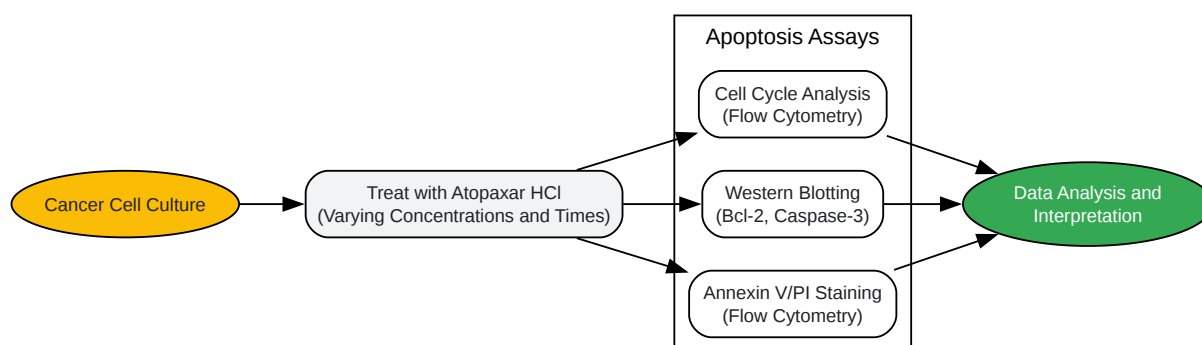 Cancer Cell Culture
Treat with Atopaxar HCl
(Varying Concentrations and Times)
Apoptosis Assays
Cell Cycle Analysis
(Flow Cytometry)
Western Blotting
(Bcl-2, Caspase-3)
Annexin V/PI Staining
(Flow Cytometry)
Data Analysis and
Interpretation